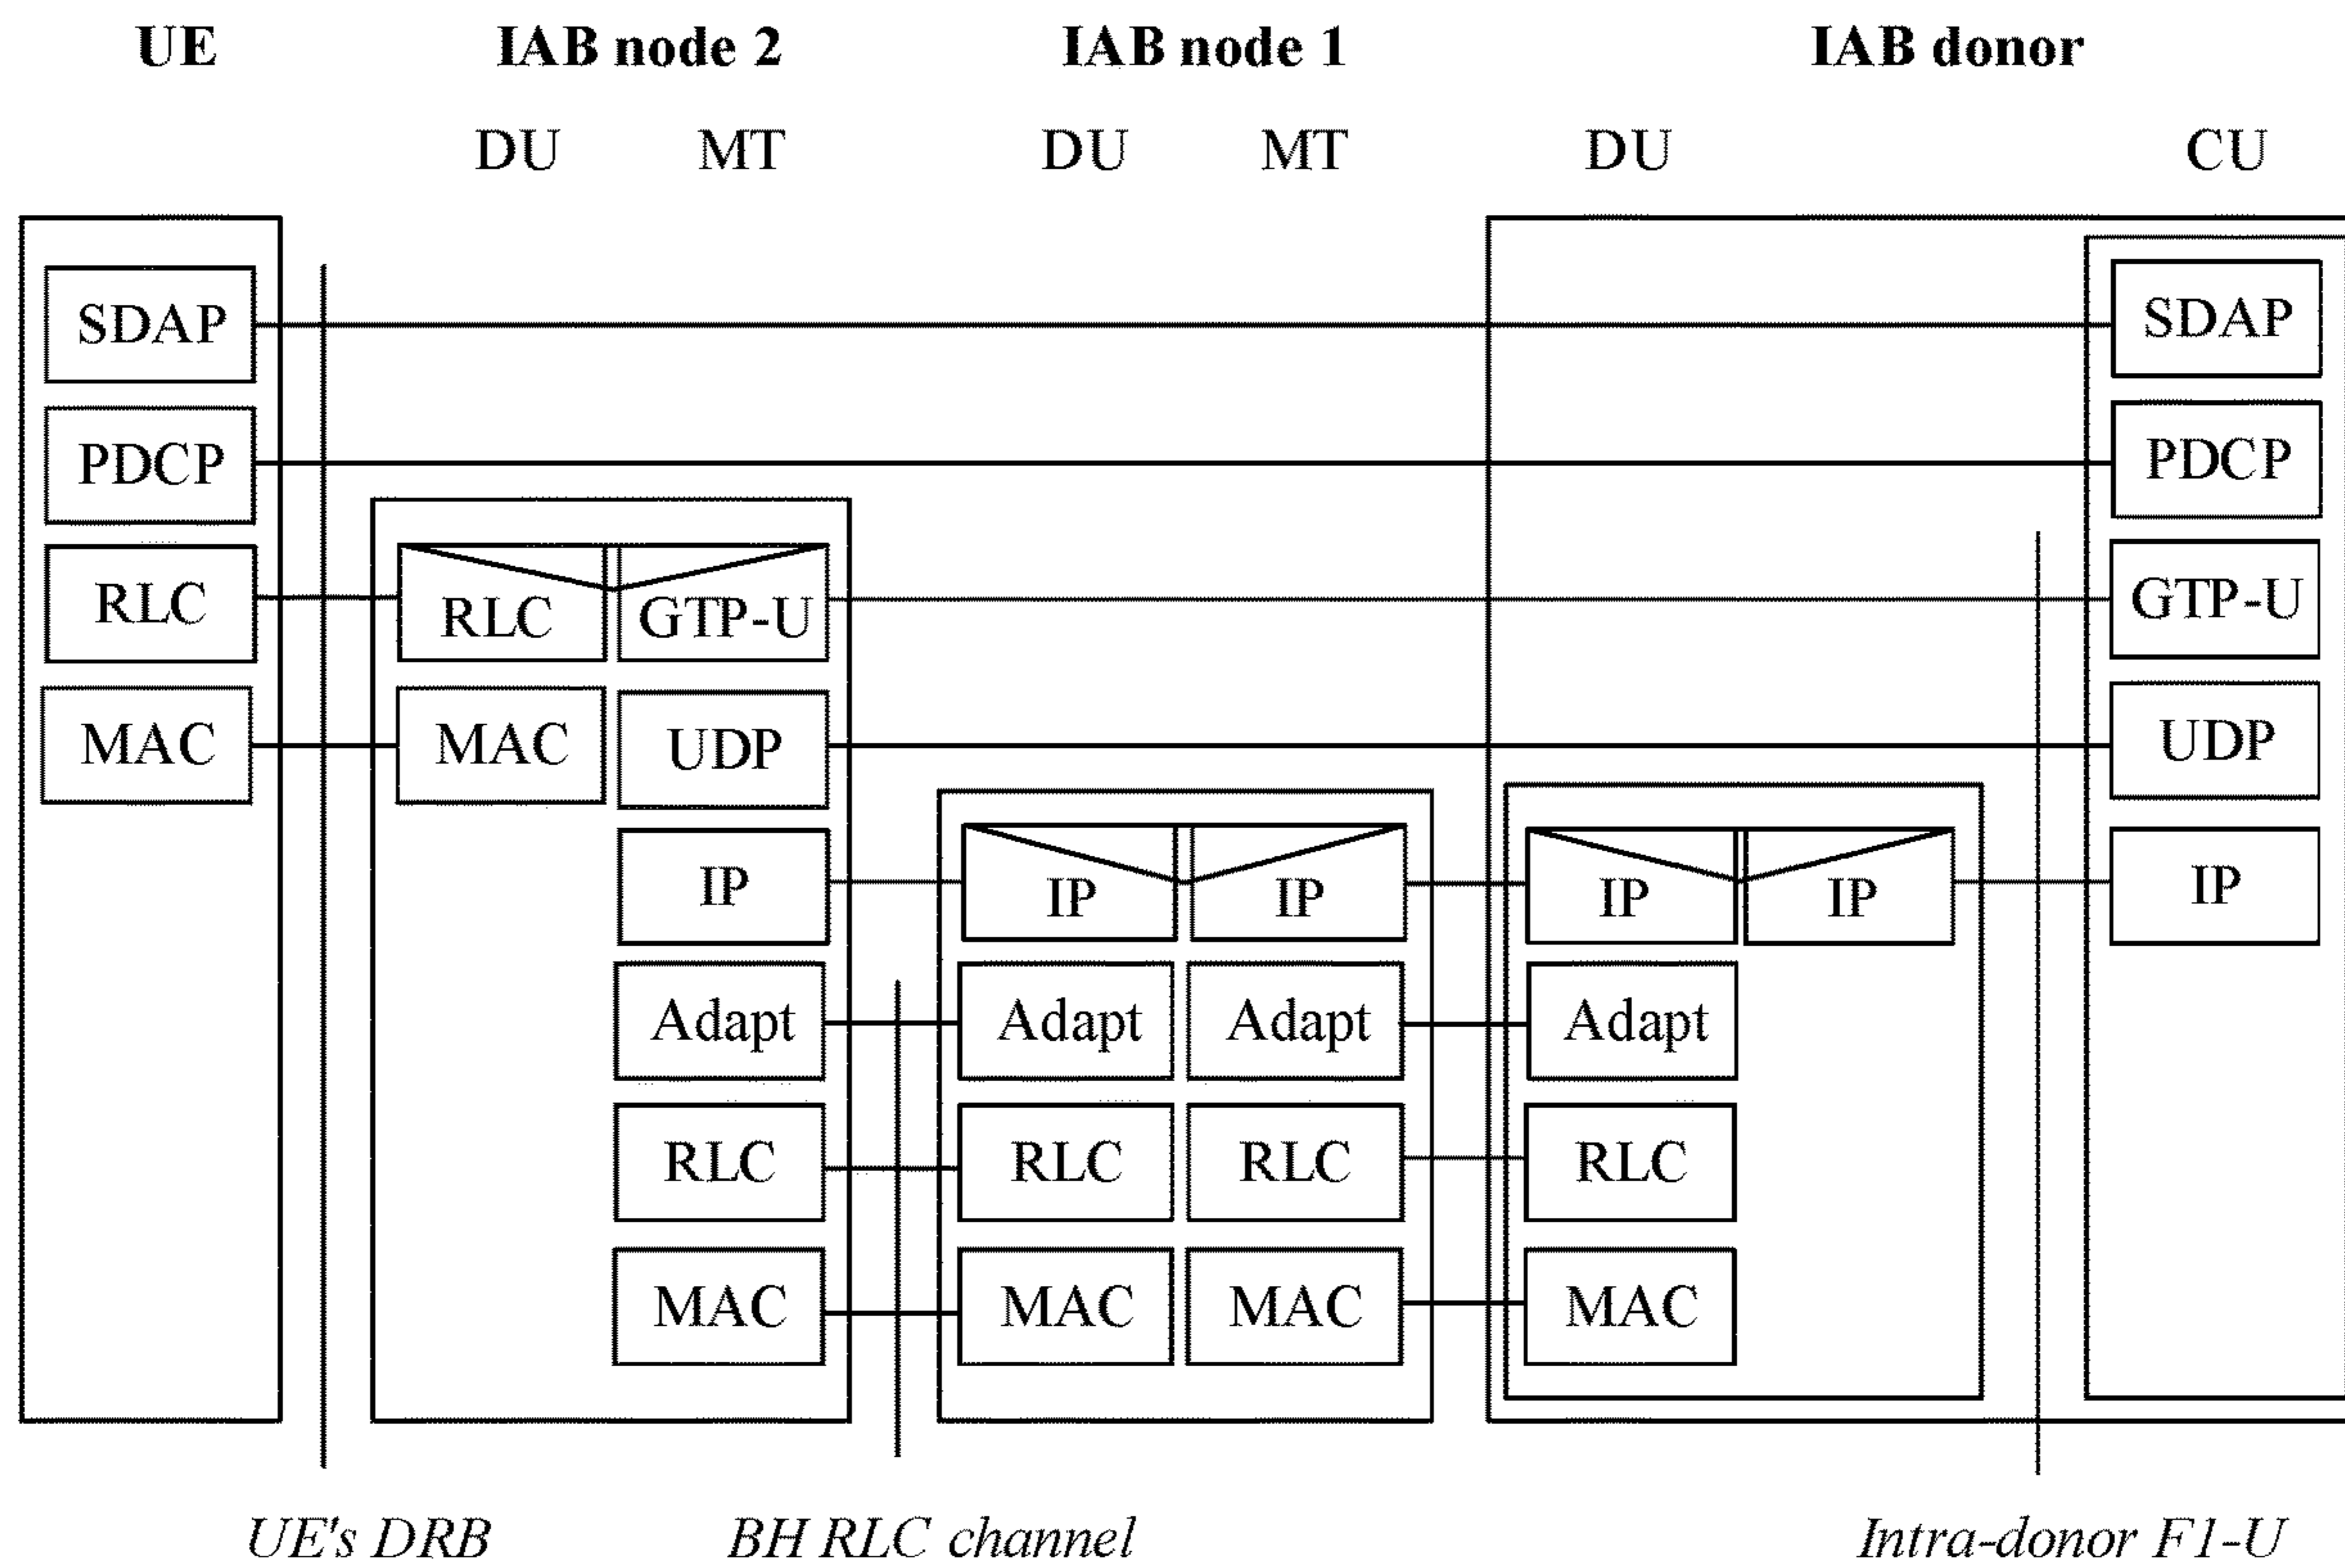 UE IAB node 2 IAB node 1 IAB donor
DU MT DU MT DU CU
SDAP SDAP
PDCP PDCP
RLC RLC GTP-U GTP-U
MAC MAC UDP UDP
IP IP IP IP IP IP
Adapt Adapt Adapt Adapt
RLC RLC RLC RLC
MAC MAC MAC MAC
UE's DRB BH RLC channel Intra-donor F1-U